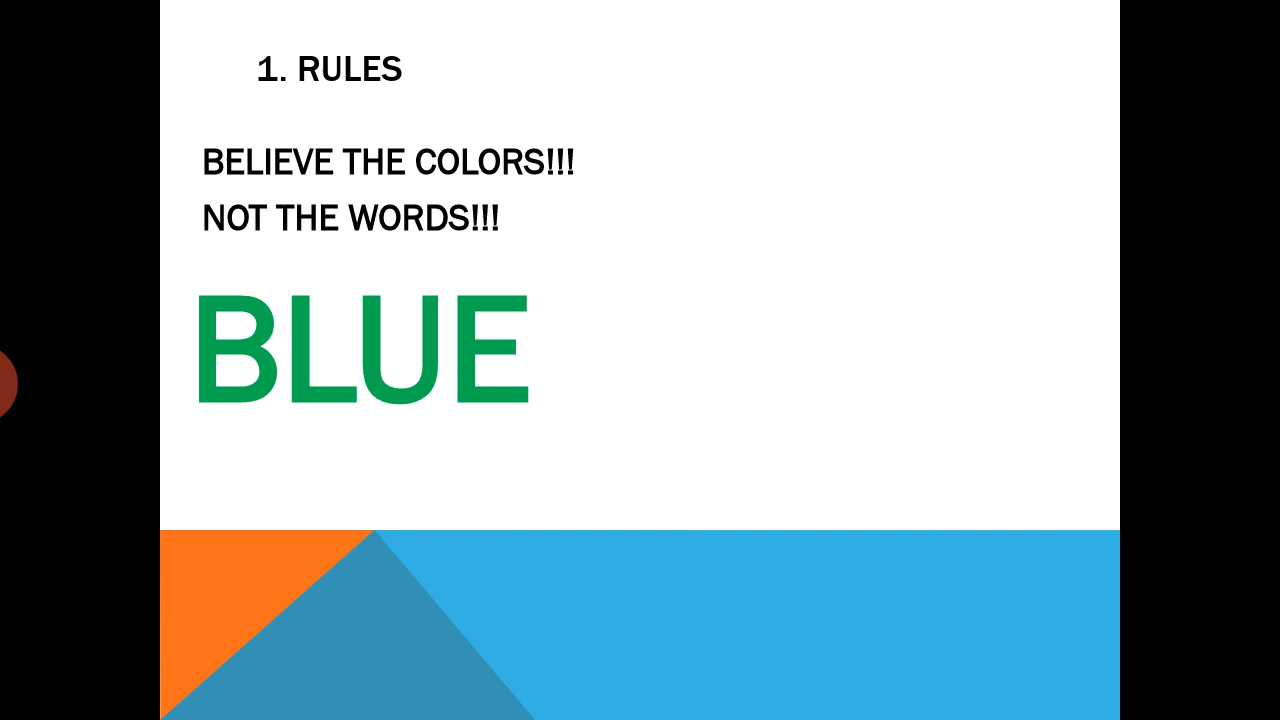 1. RULES
BELIEVE THE COLORS!!!
NOT THE WORDS!!!
BLUE